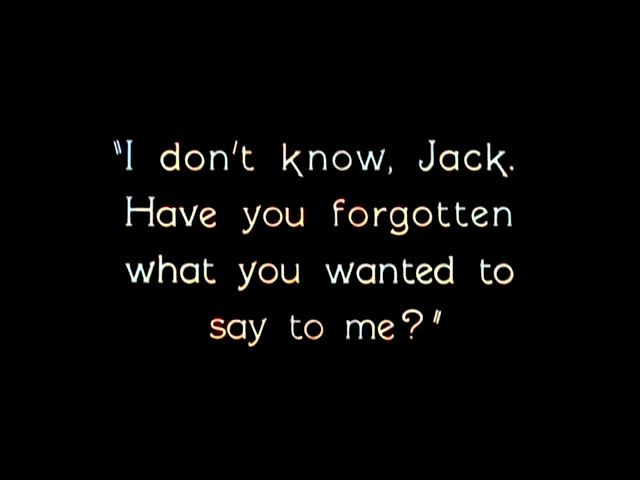 "I don't know, Jack.
Have you forgotten
what you wanted to
say to me?"